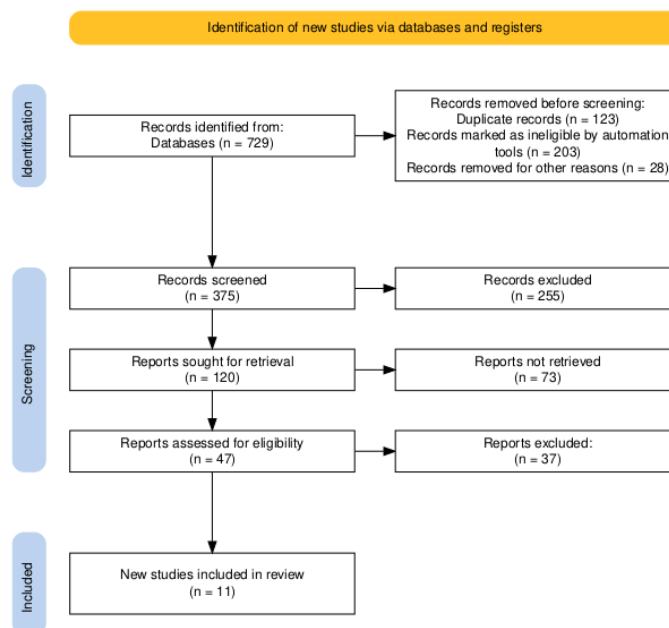 Identification of new studies via databases and registers
Identification
Records identified from:
Databases (n = 729)
Records removed before screening:
Duplicate records (n = 123)
Records marked as ineligible by automation
tools (n = 203)
Records removed for other reasons (n = 28)
Screening
Records screened
(n = 375)
Records excluded
(n = 255)
Reports sought for retrieval
(n = 120)
Reports not retrieved
(n = 73)
Reports assessed for eligibility
(n = 47)
Reports excluded:
(n = 37)
Included
New studies included in review
(n = 11)